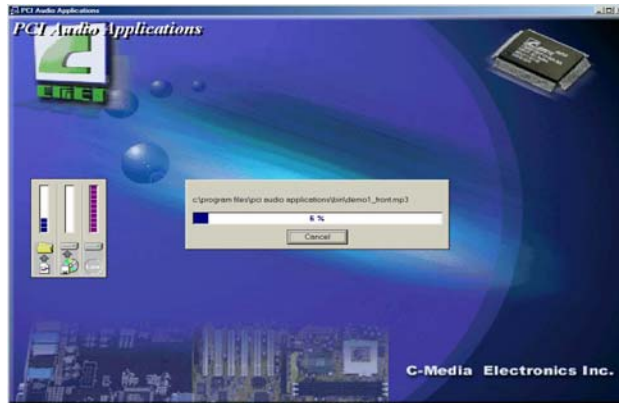 PCI Audio Applications
PCI Audio Applications
c:\program files\pci audio applications\bin\demo1_front.mp3
6 %
Cancel
C-Media Electronics Inc.